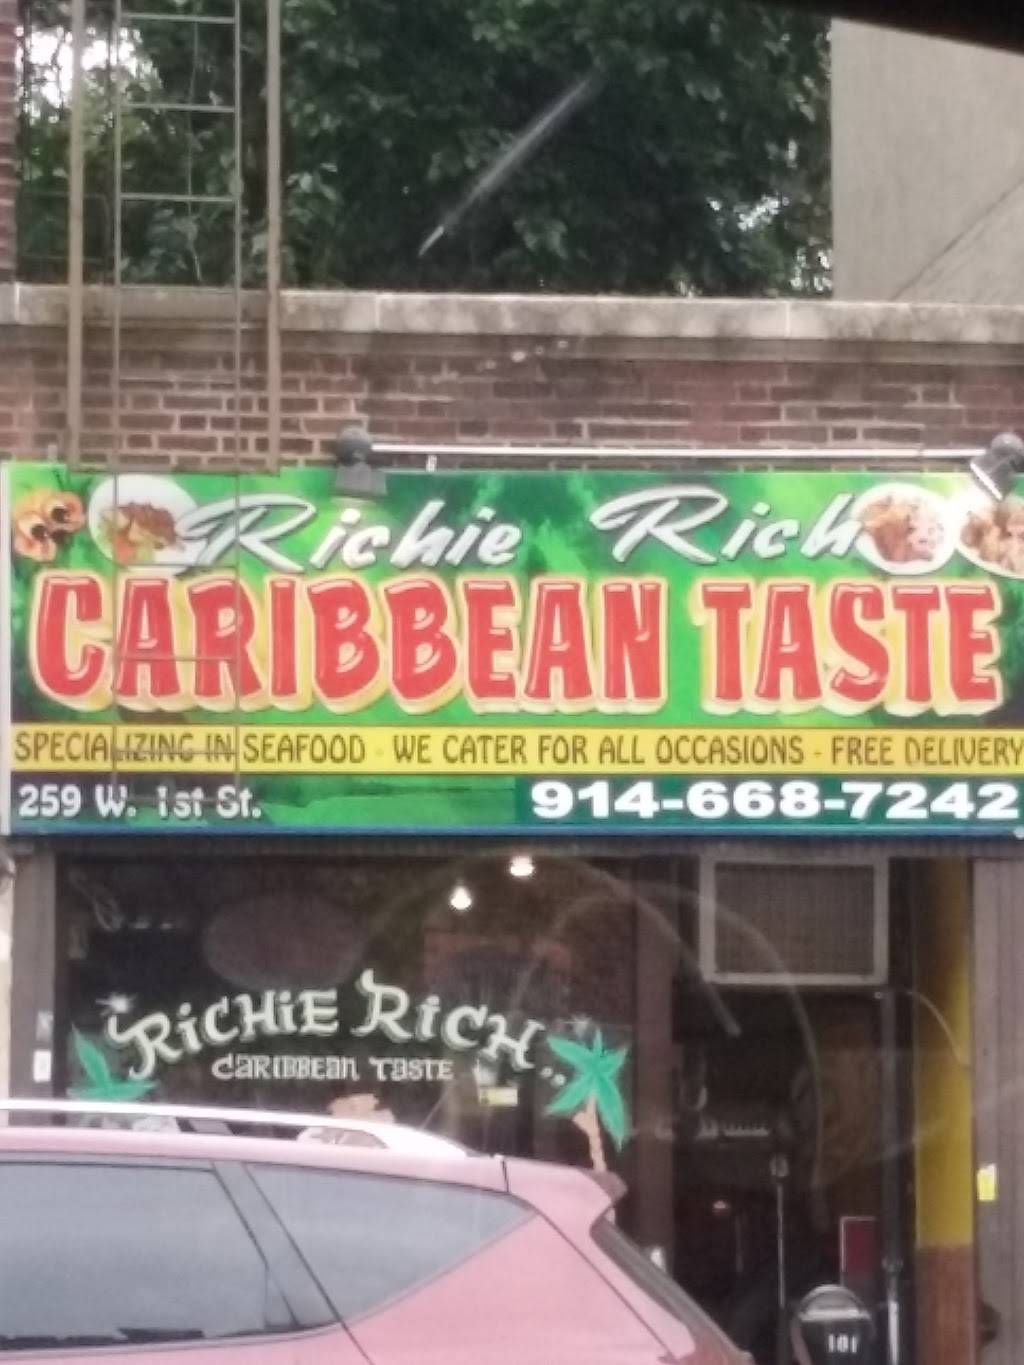 Richie Rich
CARIBBEAN TASTE
SPECIALIZING IN SEAFOOD - WE CATER FOR ALL OCCASIONS - FREE DELIVERY
259 W. 1st St.
914-668-7242
RiCHiE RiCH..
CARIBBEAN TASTE
181